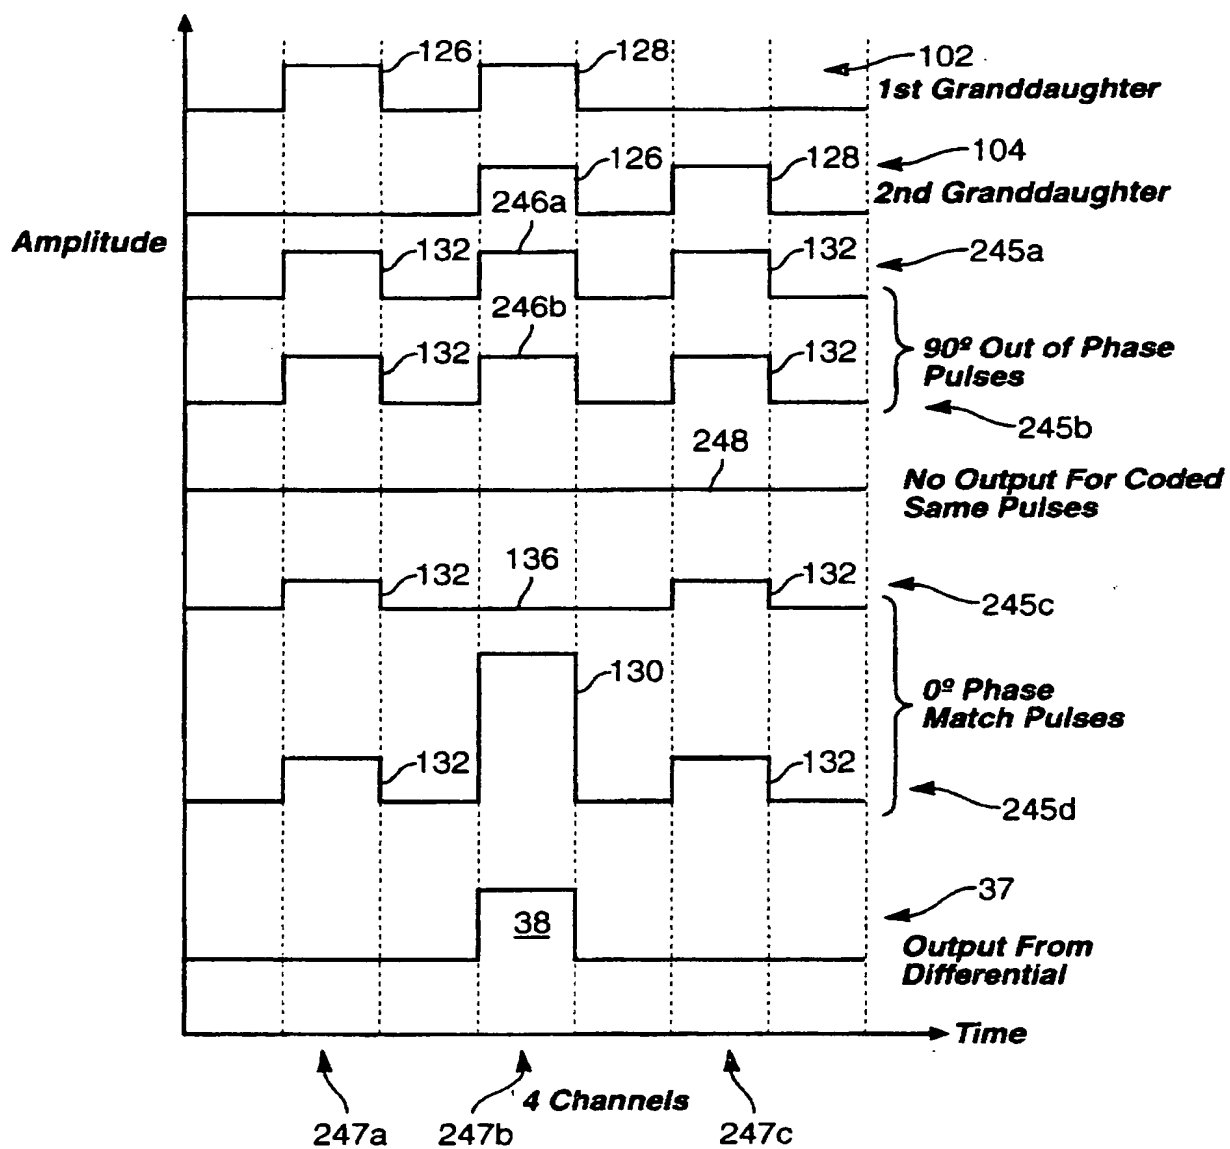 126
128
102
1st Granddaughter
126
128
104
2nd Granddaughter
246a
Amplitude
132
132
245a
246b
132
132
90º Out of Phase
Pulses
245b
248
No Output For Coded
Same Pulses
132
136
132
245c
130
0º Phase
Match Pulses
132
132
245d
38
37
Output From
Differential
Time
4 Channels
247a
247b
247c